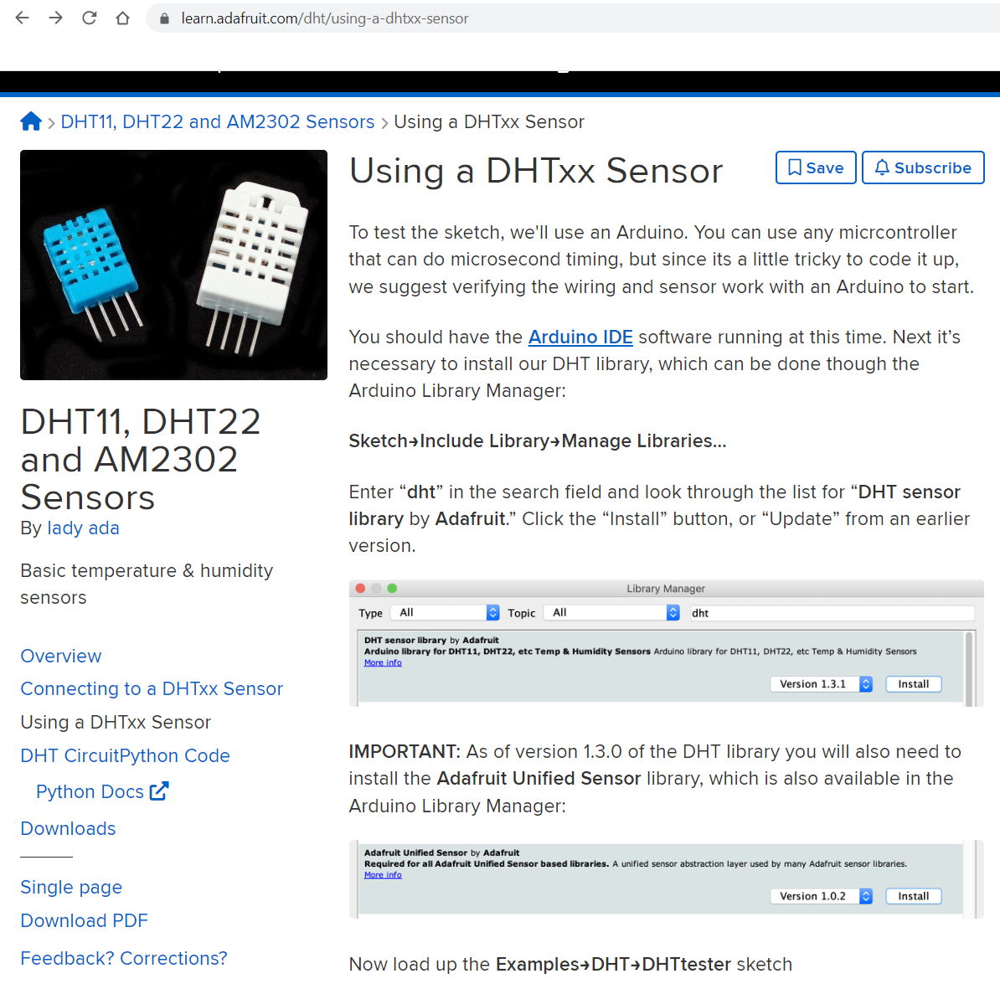 learn.adafruit.com/dht/using-a-dhtxx-sensor
DHT11, DHT22 and AM2302 Sensors > Using a DHTxx Sensor
Using a DHTxx Sensor
Save
Subscribe
To test the sketch, we'll use an Arduino. You can use any micrcontroller
that can do microsecond timing, but since its a little tricky to code it up,
we suggest verifying the wiring and sensor work with an Arduino to start.
You should have the Arduino IDE software running at this time. Next it’s
necessary to install our DHT library, which can be done though the
Arduino Library Manager:
Sketch→Include Library→Manage Libraries…
Enter “dht” in the search field and look through the list for “DHT sensor
library by Adafruit.” Click the “Install” button, or “Update” from an earlier
version.
Library Manager
Type All Topic All dht
DHT sensor library by Adafruit
Arduino library for DHT11, DHT22, etc Temp & Humidity Sensors Arduino library for DHT11, DHT22, etc Temp & Humidity Sensors
More info
Version 1.3.1 Install
IMPORTANT: As of version 1.3.0 of the DHT library you will also need to
install the Adafruit Unified Sensor library, which is also available in the
Arduino Library Manager:
Adafruit Unified Sensor by Adafruit
Required for all Adafruit Unified Sensor based libraries. A unified sensor abstraction layer used by many Adafruit sensor libraries.
More info
Version 1.0.2 Install
Now load up the Examples→DHT→DHTtester sketch
DHT11, DHT22
and AM2302
Sensors
By lady ada
Basic temperature & humidity
sensors
Overview
Connecting to a DHTxx Sensor
Using a DHTxx Sensor
DHT CircuitPython Code
Python Docs
Downloads
Single page
Download PDF
Feedback? Corrections?